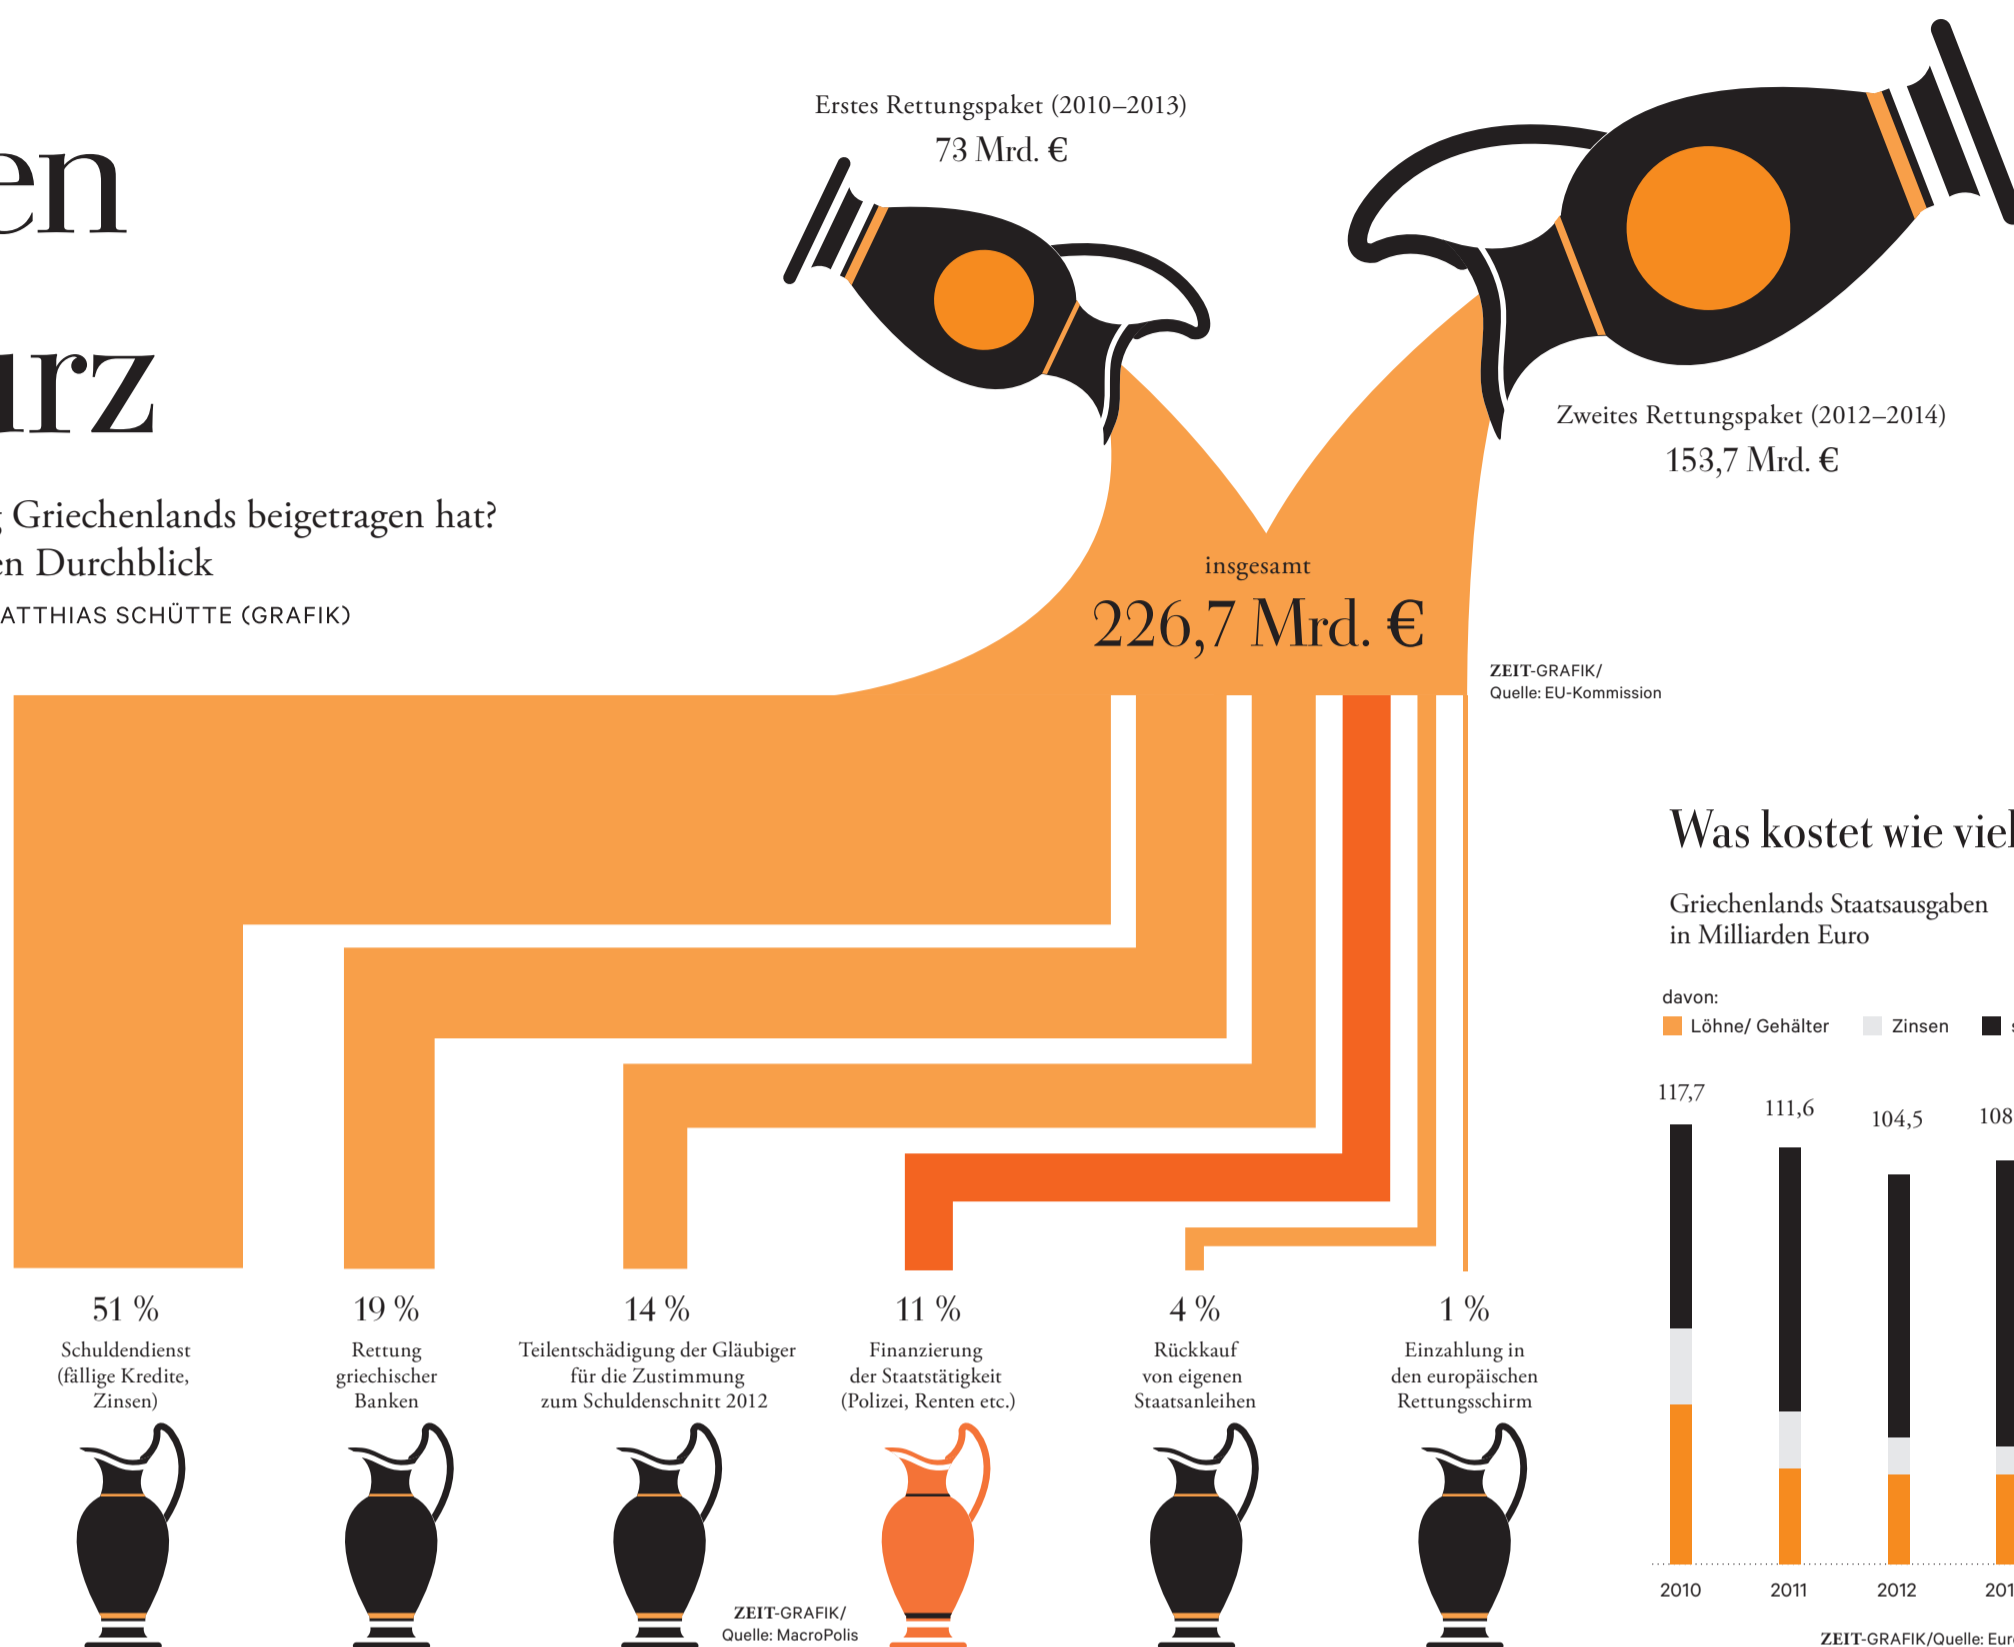 en
urz
Griechenlands beigetragen hat?
en Durchblick
ATTHIAS SCHÜTTE (GRAFIK)
Erstes Rettungspaket (2010–2013)
73 Mrd. €
Zweites Rettungspaket (2012–2014)
153,7 Mrd. €
insgesamt
226,7 Mrd. €
ZEIT-GRAFIK/
Quelle: EU-Kommission
51 %
Schuldendienst
(fällige Kredite,
Zinsen)
19 %
Rettung
griechischer
Banken
14 %
Teilentschädigung der Gläubiger
für die Zustimmung
zum Schuldenschnitt 2012
11 %
Finanzierung
der Staatstätigkeit
(Polizei, Renten etc.)
4 %
Rückkauf
von eigenen
Staatsanleihen
1 %
Einzahlung in
den europäischen
Rettungsschirm
ZEIT-GRAFIK/
Quelle: MacroPolis
Was kostet wie viel
Griechenlands Staatsausgaben
in Milliarden Euro
davon:
Löhne/ Gehälter Zinsen
117,7 111,6 104,5 108
2010 2011 2012 201
ZEIT-GRAFIK/Quelle: Eur